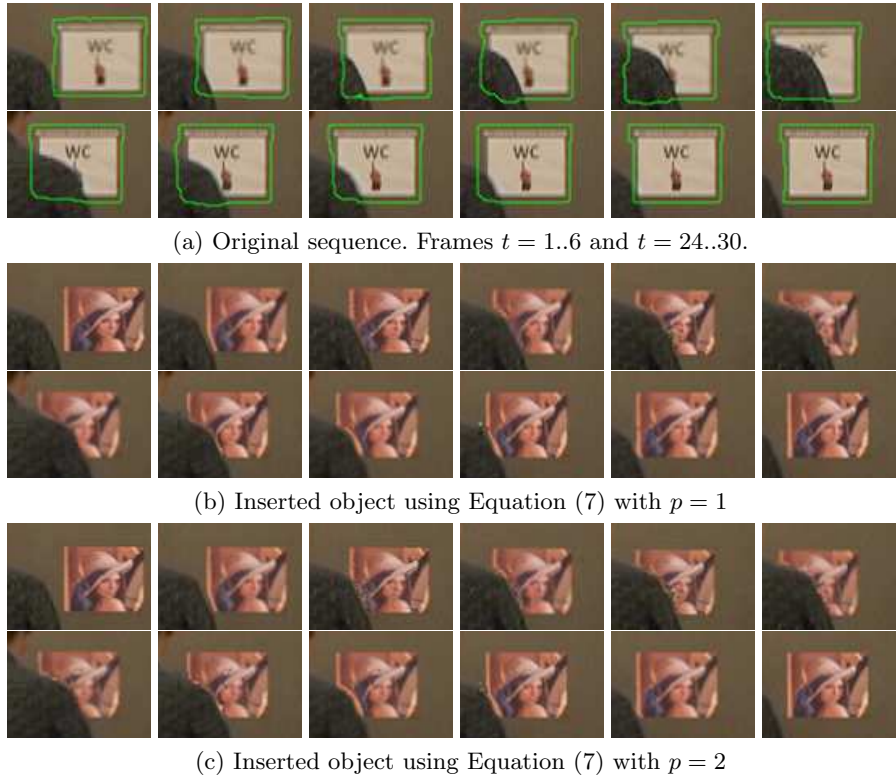 WC WC WC WC WC WC
WC WC WC WC WC WC
(a) Original sequence. Frames t = 1..6 and t = 24..30.
(b) Inserted object using Equation (7) with p = 1
(c) Inserted object using Equation (7) with p = 2